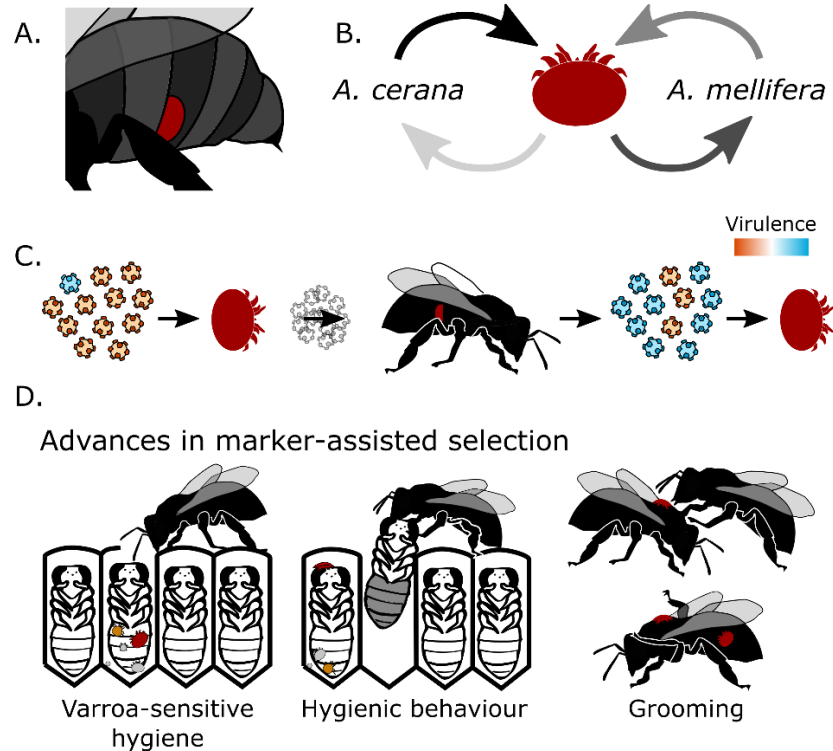 A.
B.
A. cerana
A. mellifera
Virulence
C.
D.
Advances in marker-assisted selection
Varroa-sensitive
hygiene
Hygienic behaviour
Grooming